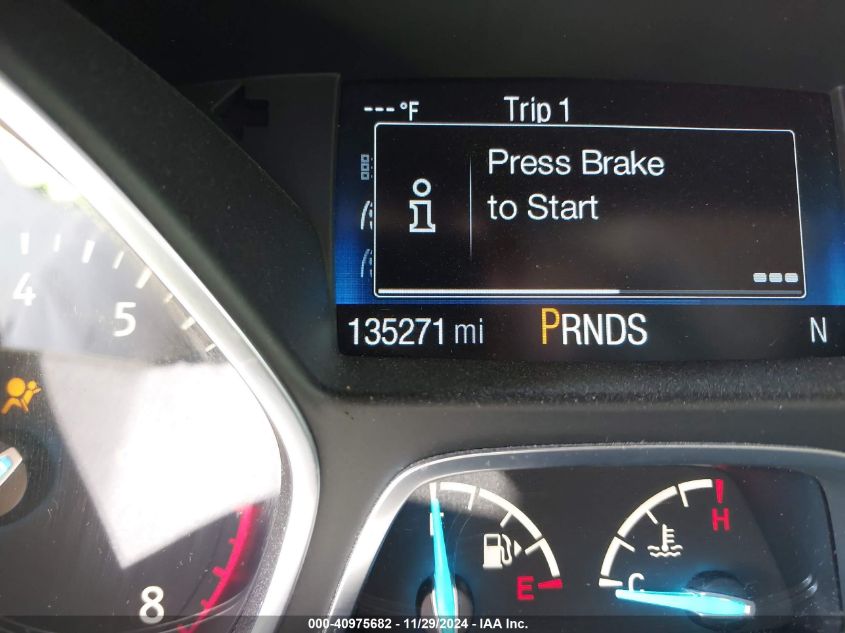 ---°F Trip 1
Press Brake
to Start
135271 mi PRNDS N
4
5
8
E
H
C
000-40975682 - 11/29/2024 - IAA Inc.